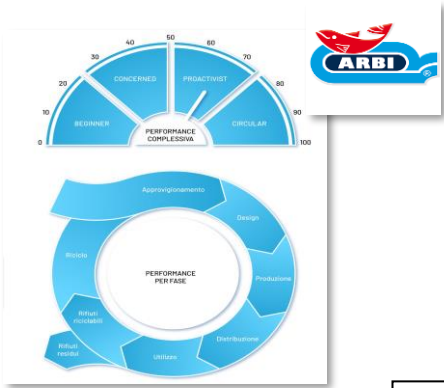 50
40
60
30
70
20
CONCERNED
PROACTIVIST
80
10
BEGINNER
CIRCULAR
90
0
PERFORMANCE
COMPLESSIVA
100
ARBI
®
Approvigionamento
Design
Riciclo
PERFORMANCE
PER FASE
Produzione
Rifiuti
riciclabili
Distribuzione
Rifiuti
residui
Utilizzo